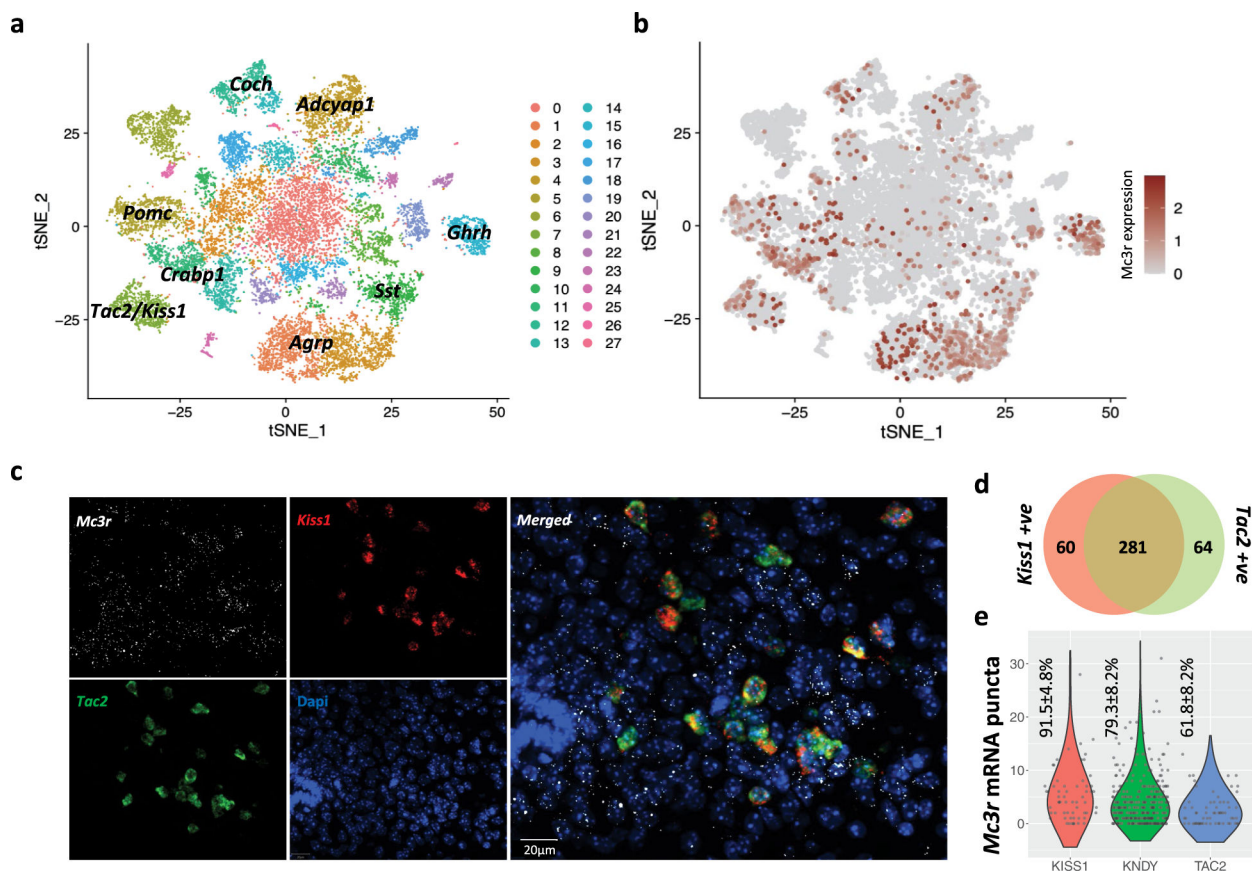 a
tSNE_2
25
0
−25
−25
0
25
50
tSNE_1
Coch
Adcyap1
Pomc
Ghrh
Crabp1
Tac2/Kiss1
Sst
Agrp
0 14
1 15
2 16
3 17
4 18
5 19
6 20
7 21
8 22
9 23
10 24
11 25
12 26
13 27
b
tSNE_2
25
0
−25
−25
0
25
50
tSNE_1
Mc3r expression
2
1
0
c
Mc3r
Kiss1
Merged
Tac2
Dapi
20μm
d
Kiss1 +ve
60
281
64
Tac2 +ve
e
Mc3r mRNA puncta
30
20
10
0
91.5±4.8%
79.3±8.2%
61.8±8.2%
KISS1
KNDY
TAC2